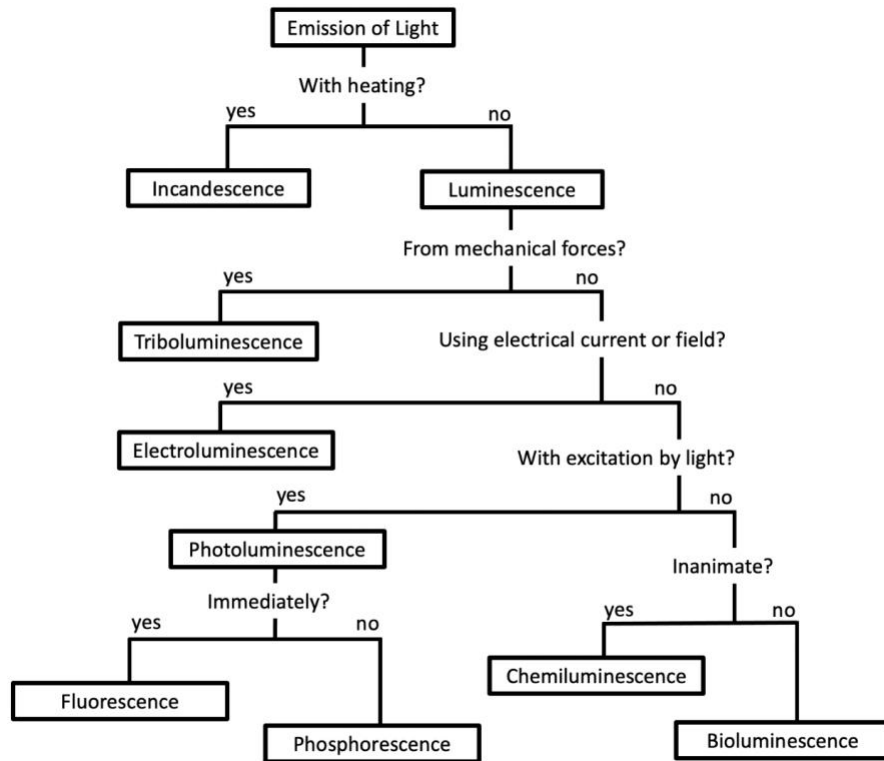 Emission of Light
With heating?
yes
no
Incandescence
Luminescence
From mechanical forces?
yes
no
Triboluminescence
Using electrical current or field?
yes
no
Electroluminescence
With excitation by light?
yes
no
Photoluminescence
Inanimate?
Immediately?
yes
no
yes
no
Chemiluminescence
Fluorescence
Phosphorescence
Bioluminescence